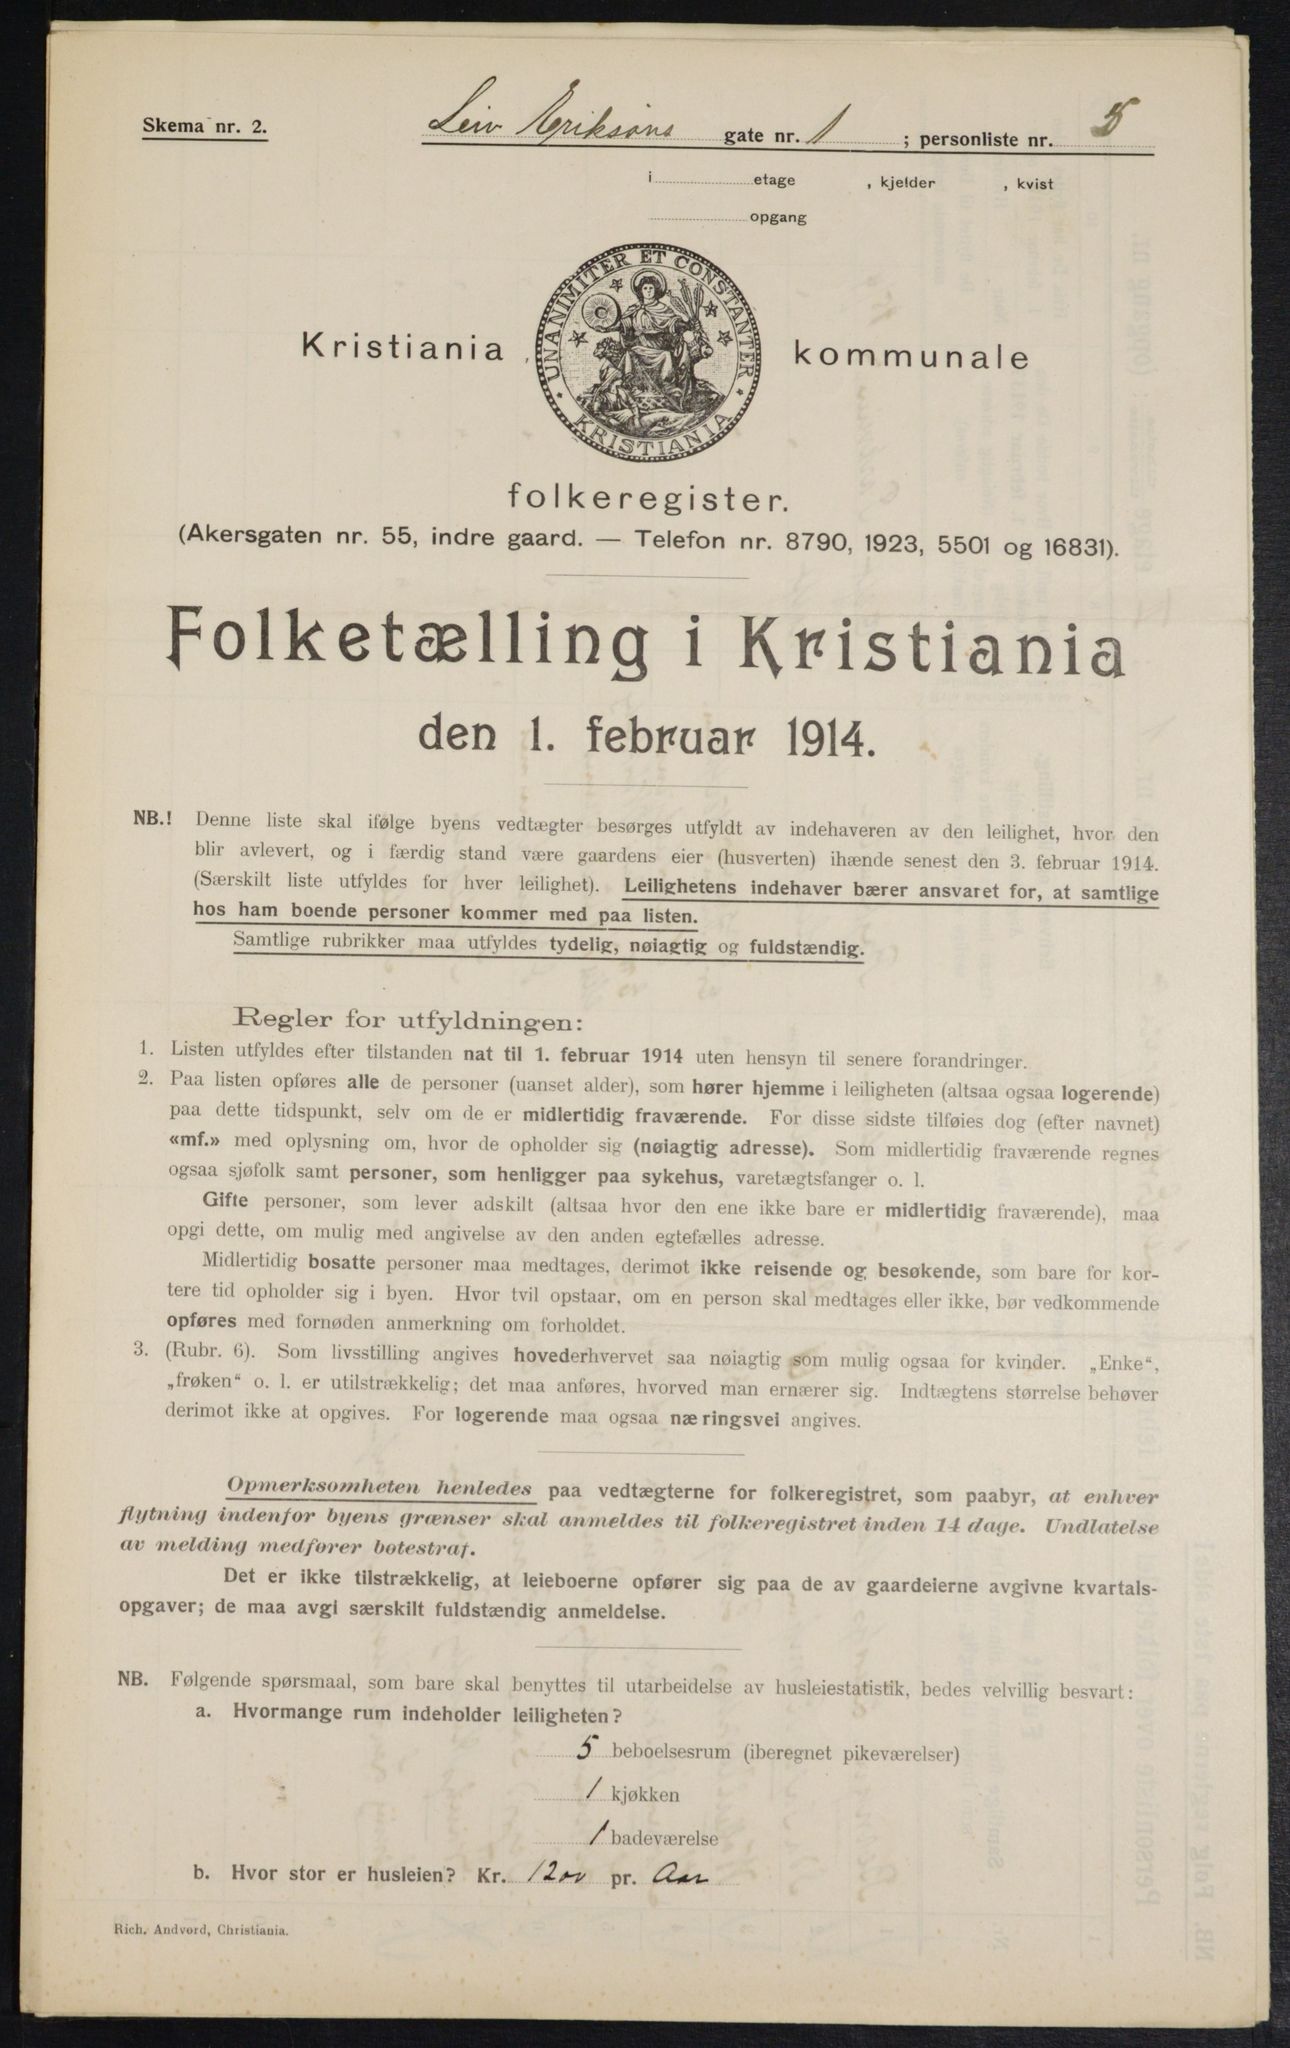 Skema nr. 2.
Leiv Eriksøns gate nr. 1 ; personliste nr. 5
i etage , kjelder , kvist
opgang
UNANIMITER ET CONSTANTER
KRISTIANIA
Kristiania kommunale
folkeregister.
(Akersgaten nr. 55, indre gaard. — Telefon nr. 8790, 1923, 5501 og 16831).
Folketælling i Kristiania
den 1. februar 1914.
NB.! Denne liste skal ifølge byens vedtægter besørges utfyldt av indehaveren av den leilighet, hvor den
blir avlevert, og i færdig stand være gaardens eier (husverten) ihænde senest den 3. februar 1914.
(Særskilt liste utfyldes for hver leilighet). Leilighetens indehaver bærer ansvaret for, at samtlige
hos ham boende personer kommer med paa listen.
Samtlige rubrikker maa utfyldes tydelig, nøiagtig og fuldstændig.
Regler for utfyldningen:
1. Listen utfyldes efter tilstanden nat til 1. februar 1914 uten hensyn til senere forandringer.
2. Paa listen opføres alle de personer (uanset alder), som hører hjemme i leiligheten (altsaa ogsaa logerende)
paa dette tidspunkt, selv om de er midlertidig fraværende. For disse sidste tilføies dog (efter navnet)
«mf.» med oplysning om, hvor de opholder sig (nøiagtig adresse). Som midlertidig fraværende regnes
ogsaa sjøfolk samt personer, som henligger paa sykehus, varetægtsfanger o. l.
Gifte personer, som lever adskilt (altsaa hvor den ene ikke bare er midlertidig fraværende), maa
opgi dette, om mulig med angivelse av den anden egtefælles adresse.
Midlertidig bosatte personer maa medtages, derimot ikke reisende og besøkende, som bare for kor-
tere tid opholder sig i byen. Hvor tvil opstaar, om en person skal medtages eller ikke, bør vedkommende
opføres med fornøden anmerkning om forholdet.
3. (Rubr. 6). Som livsstilling angives hovederhvervet saa nøiagtig som mulig ogsaa for kvinder. „Enke“,
„frøken“ o. l. er utilstrækkelig; det maa anføres, hvorved man ernærer sig. Indtægtens størrelse behøver
derimot ikke at opgives. For logerende maa ogsaa næringsvei angives.
Opmerksomheten henledes paa vedtægterne for folkeregistret, som paabyr, at enhver
flytning indenfor byens grænser skal anmeldes til folkeregistret inden 14 dage. Undlatelse
av melding medfører bøtestraf.
Det er ikke tilstrækkelig, at leieboerne opfører sig paa de av gaardeierne avgivne kvartals-
opgaver; de maa avgi særskilt fuldstændig anmeldelse.
NB. Følgende spørsmaal, som bare skal benyttes til utarbeidelse av husleiestatistik, bedes velvillig besvart:
a. Hvormange rum indeholder leiligheten?
5 beboelsesrum (iberegnet pikeværelser)
1 kjøkken
1 badeværelse
b. Hvor stor er husleien? Kr. 1200 pr. Aar
Rich. Andvord, Christiania.